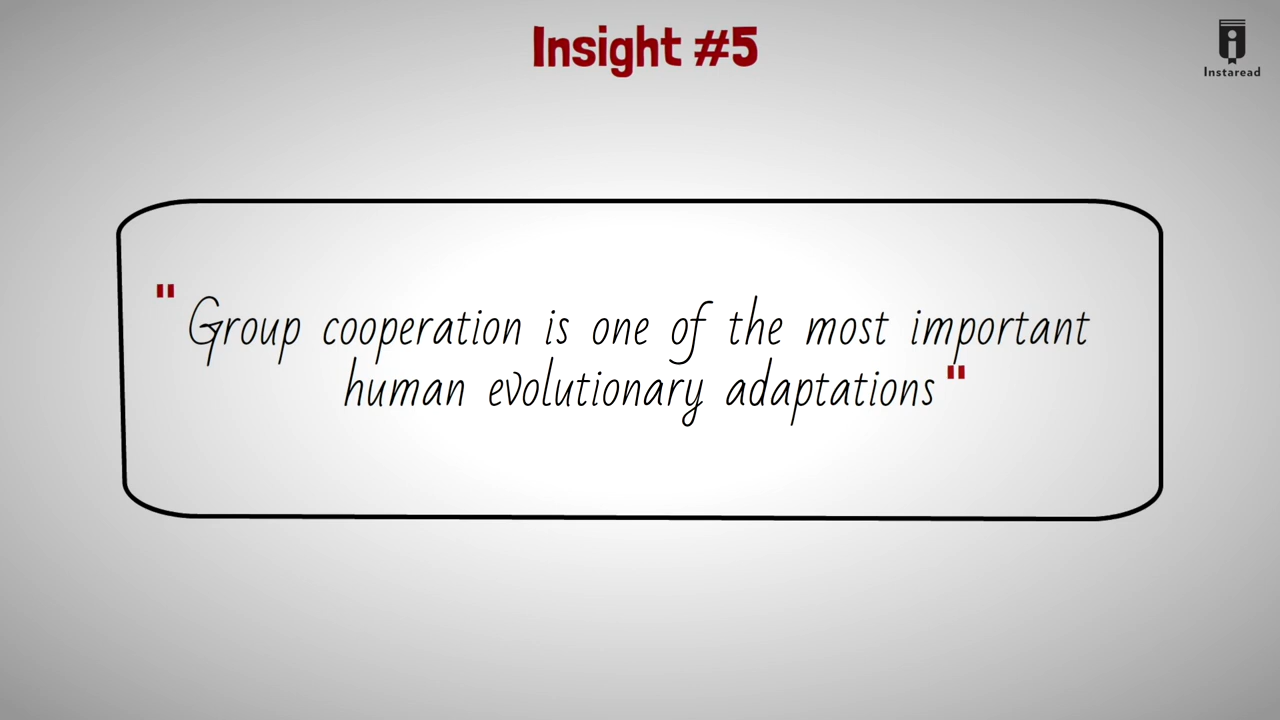 Insight #5
Instaread
"Group cooperation is one of the most important
human evolutionary adaptations"